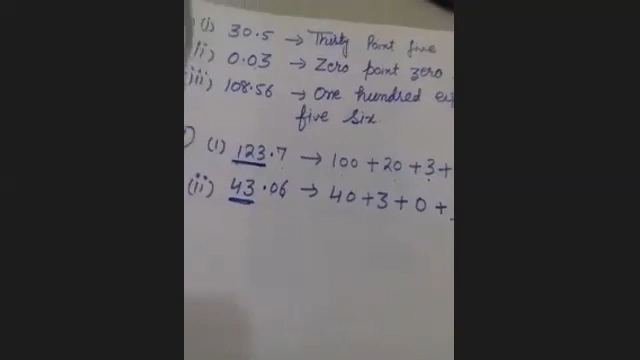 (i) 30.5 → Thirty Point five
(ii) 0.03 → Zero point zero
(iii) 108.56 → One hundred
five six.
(i) 123.7 → 100 + 20 + 3 +
(ii) 43.06 → 40 + 3 + 0 +